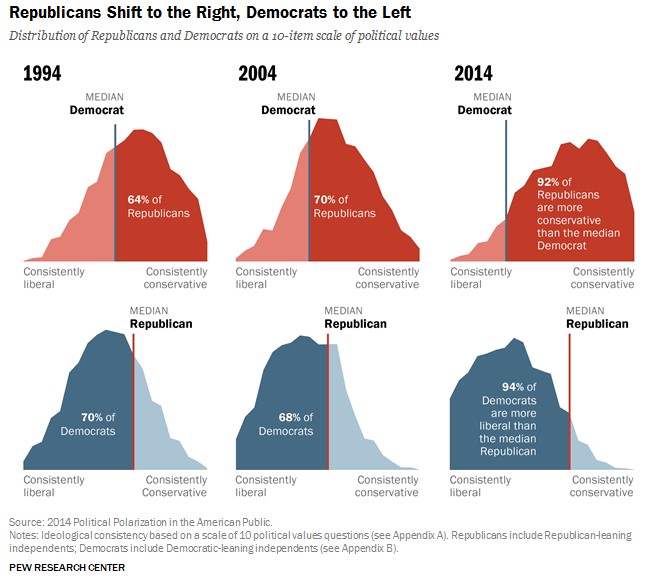 Republicans Shift to the Right, Democrats to the Left
Distribution of Republicans and Democrats on a 10-item scale of political values
1994
MEDIAN
Democrat
64% of
Republicans
Consistently
liberal
Consistently
conservative
2004
MEDIAN
Democrat
70% of
Republicans
Consistently
liberal
Consistently
conservative
2014
MEDIAN
Democrat
92% of
Republicans
are more
conservative
than the median
Democrat
Consistently
liberal
Consistently
conservative
MEDIAN
Republican
70% of
Democrats
Consistently
liberal
Consistently
Conservative
MEDIAN
Republican
68% of
Democrats
Consistently
liberal
Consistently
conservative
MEDIAN
Republican
94% of
Democrats
are more
liberal than
the median
Republican
Consistently
liberal
Consistently
conservative
Source: 2014 Political Polarization in the American Public.
Notes: Ideological consistency based on a scale of 10 political values questions (see Appendix A). Republicans include Republican-leaning
independents; Democrats include Democratic-leaning independents (see Appendix B).
PEW RESEARCH CENTER